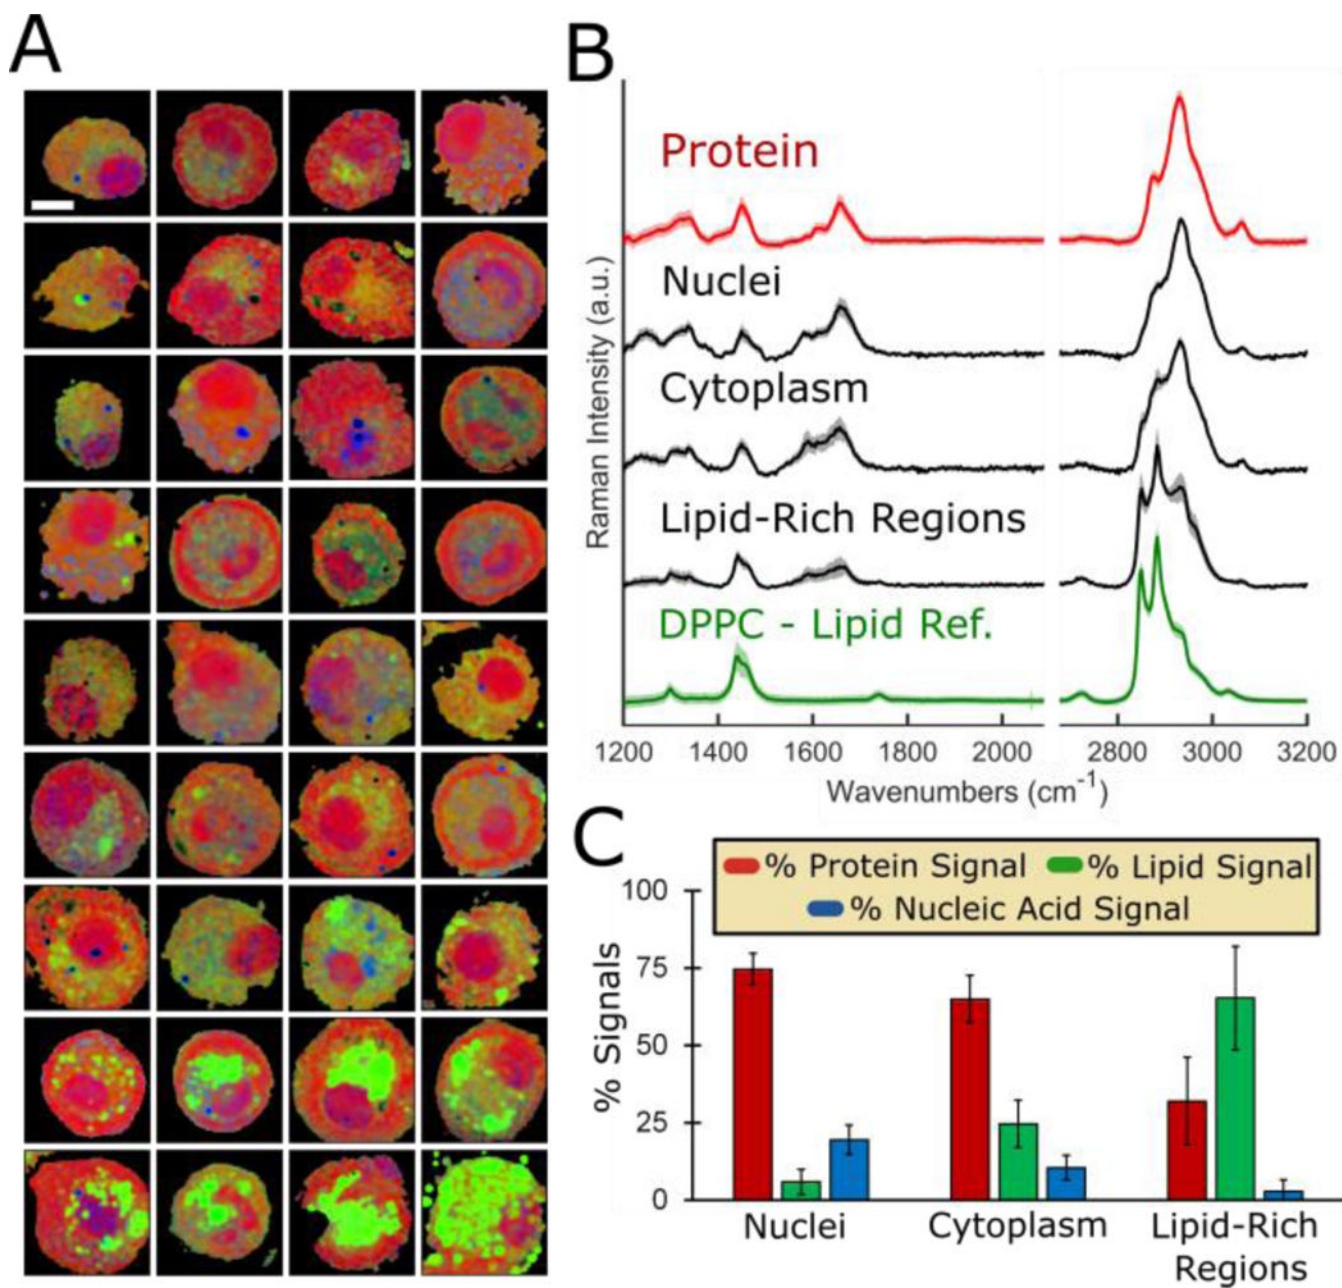 A
B
Protein
Nuclei
Cytoplasm
Lipid-Rich Regions
DPPC - Lipid Ref.
Raman Intensity (a.u.)
1200 1400 1600 1800 2000 2800 3000 3200
Wavenumbers (cm⁻¹)
C
% Protein Signal % Lipid Signal
% Nucleic Acid Signal
% Signals
100
75
50
25
0
Nuclei Cytoplasm Lipid-Rich
Regions